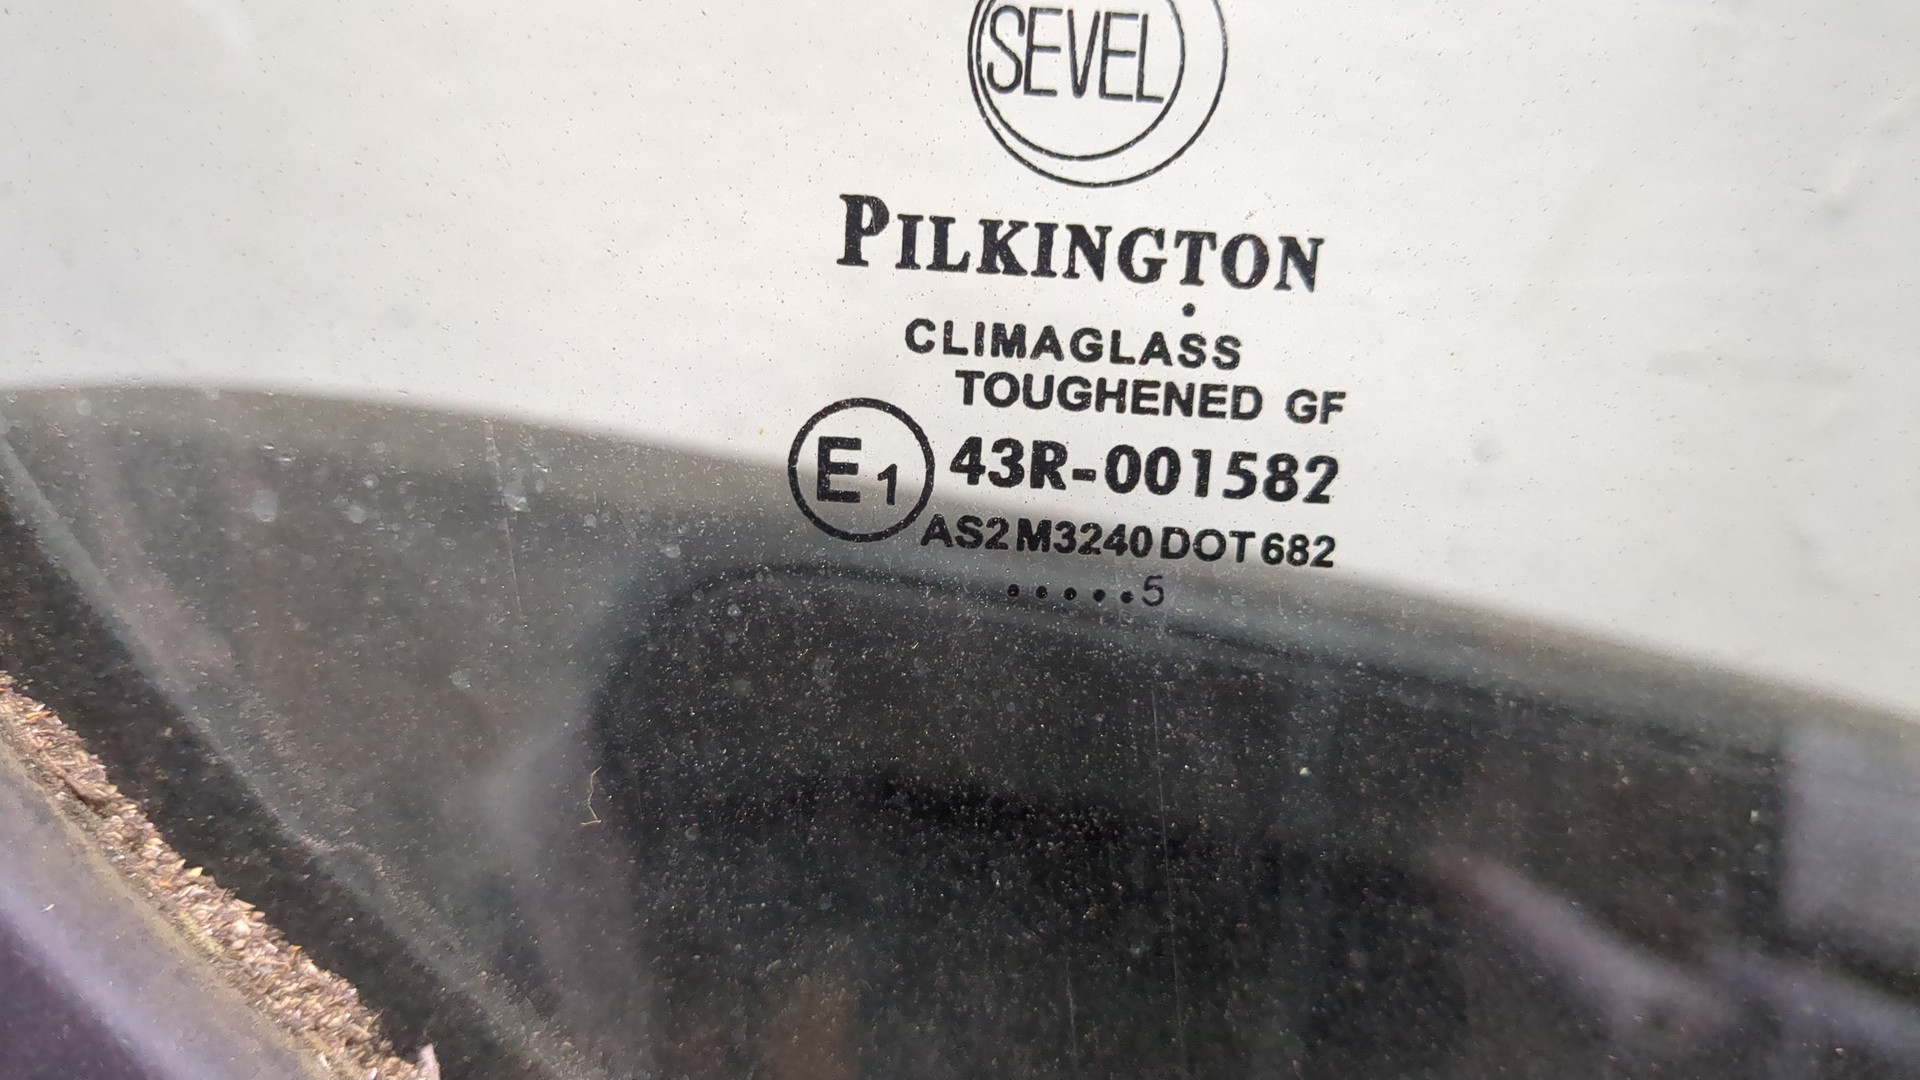 SEVEL
PILKINGTON
.
CLIMAGLASS
TOUGHENED GF
E1 43R-001582
AS2 M3240 DOT 682
.....5